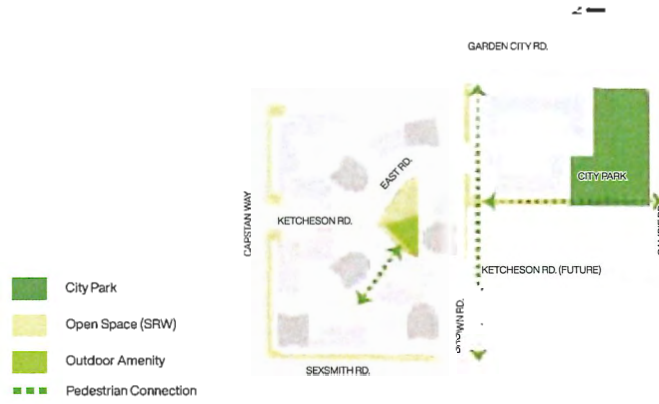 GARDEN CITY RD.
EAST RD.
CITY PARK
CAPSTAN WAY
KETCHESON RD.
KETCHESON RD. (FUTURE)
SEXSMITH RD.
City Park
Open Space (SRW)
Outdoor Amenity
Pedestrian Connection